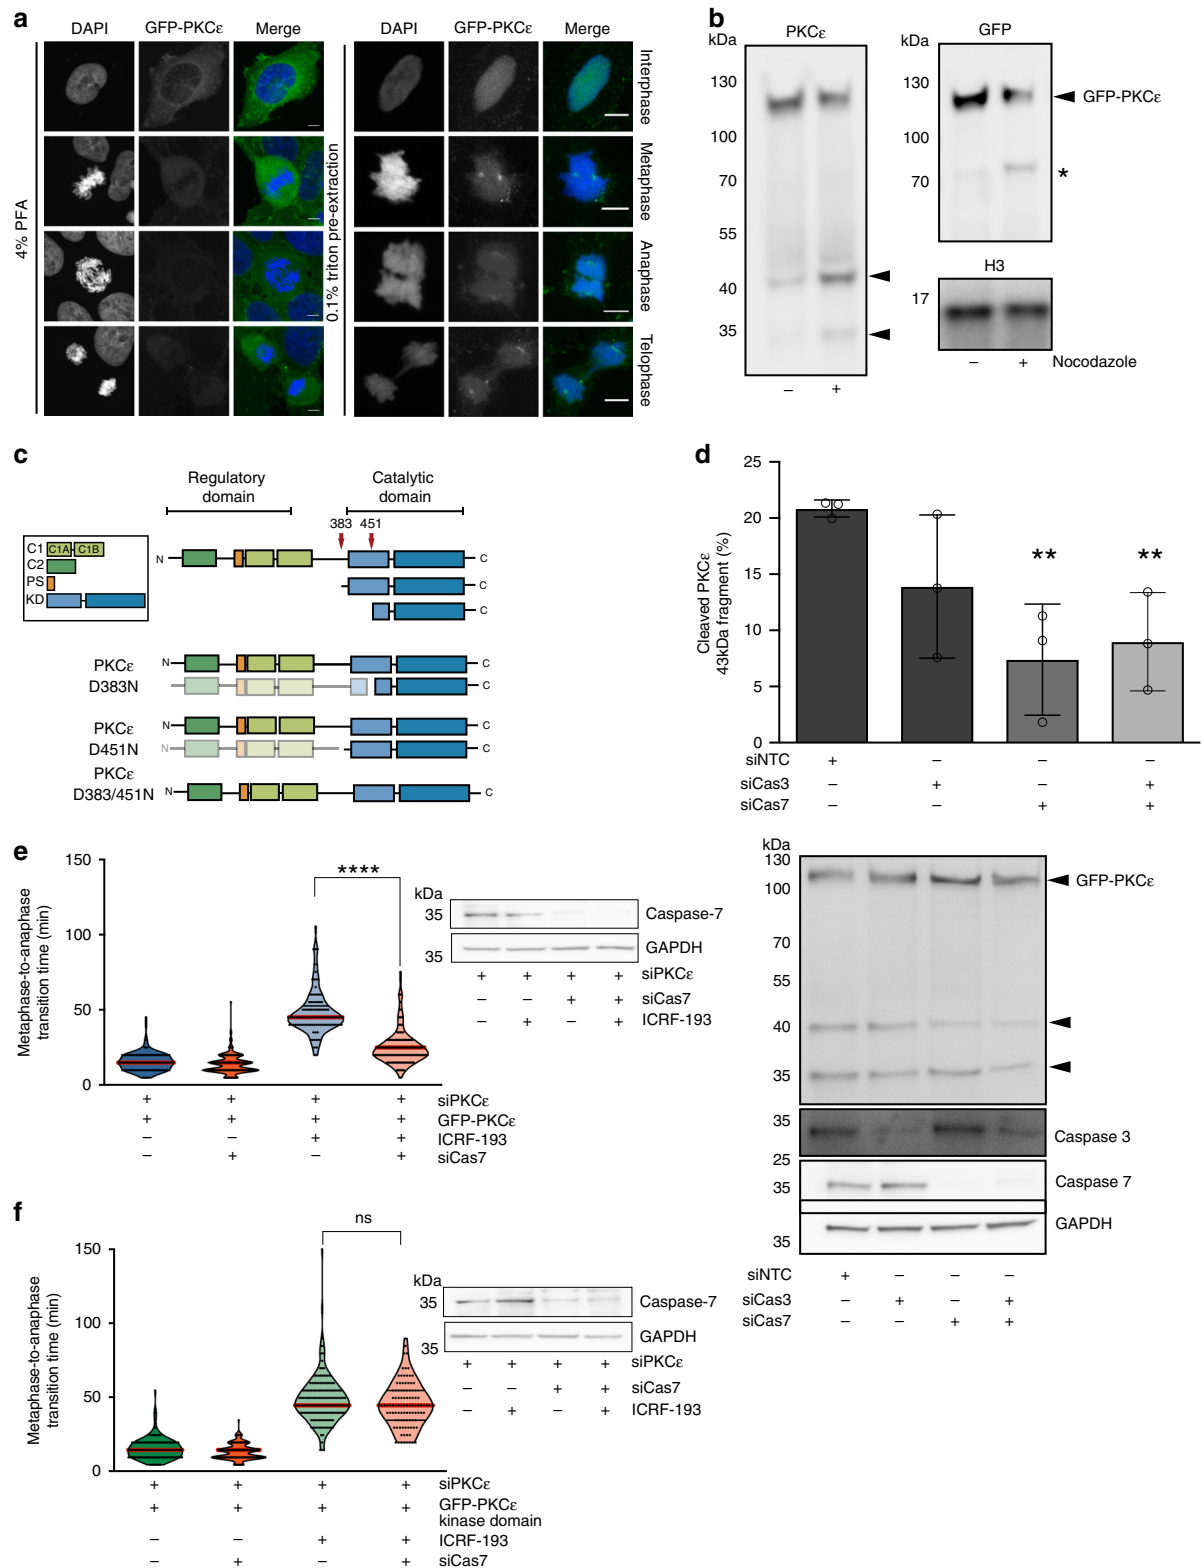 a
DAPI GFP-PKCε Merge DAPI GFP-PKCε Merge
4% PFA
0.1% triton pre-extraction
Interphase
Metaphase
Anaphase
Telophase
b
PKCε
kDa
130
100
70
55
40
35
– +
GFP
kDa
130
100
70
GFP-PKCε
*
H3
17
– + Nocodazole
c
Regulatory domain
Catalytic domain
383 451
C1 C1A C1B
C2
PS
KD
N C
C
C
PKCε N C
D383N C
PKCε N C
D451N N C
PKCε
D383/451N N C
d
Cleaved PKCε
43kDa fragment (%)
25
20
15
10
5
0
** **
siNTC + – – –
siCas3 – + – +
siCas7 – – + +
kDa
130
100
70
55
40
35
GFP-PKCε
35
25
Caspase 3
35
Caspase 7
35
GAPDH
siNTC + – – –
siCas3 – + – +
siCas7 – – + +
e
Metaphase-to-anaphase
transition time (min)
150
100
50
0
****
+ + + + siPKCε
+ + + + GFP-PKCε
– – + + ICRF-193
– + – + siCas7
kDa
35 Caspase-7
35 GAPDH
+ + + + siPKCε
– – + + siCas7
– + – + ICRF-193
f
Metaphase-to-anaphase
transition time (min)
150
100
50
0
ns
+ + + + siPKCε
+ + + + GFP-PKCε
kinase domain
– – + + ICRF-193
– + – + siCas7
kDa
35 Caspase-7
35 GAPDH
+ + + + siPKCε
– – + + siCas7
– + – + ICRF-193